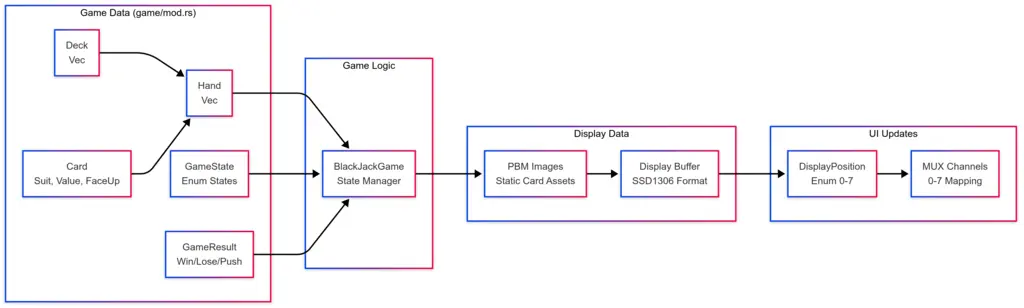 Game Data (game/mod.rs)
Deck
Vec
Hand
Vec
Card
Suit, Value, FaceUp
GameState
Enum States
GameResult
Win/Lose/Push
Game Logic
BlackJackGame
State Manager
Display Data
PBM Images
Static Card Assets
Display Buffer
SSD1306 Format
UI Updates
DisplayPosition
Enum 0-7
MUX Channels
0-7 Mapping